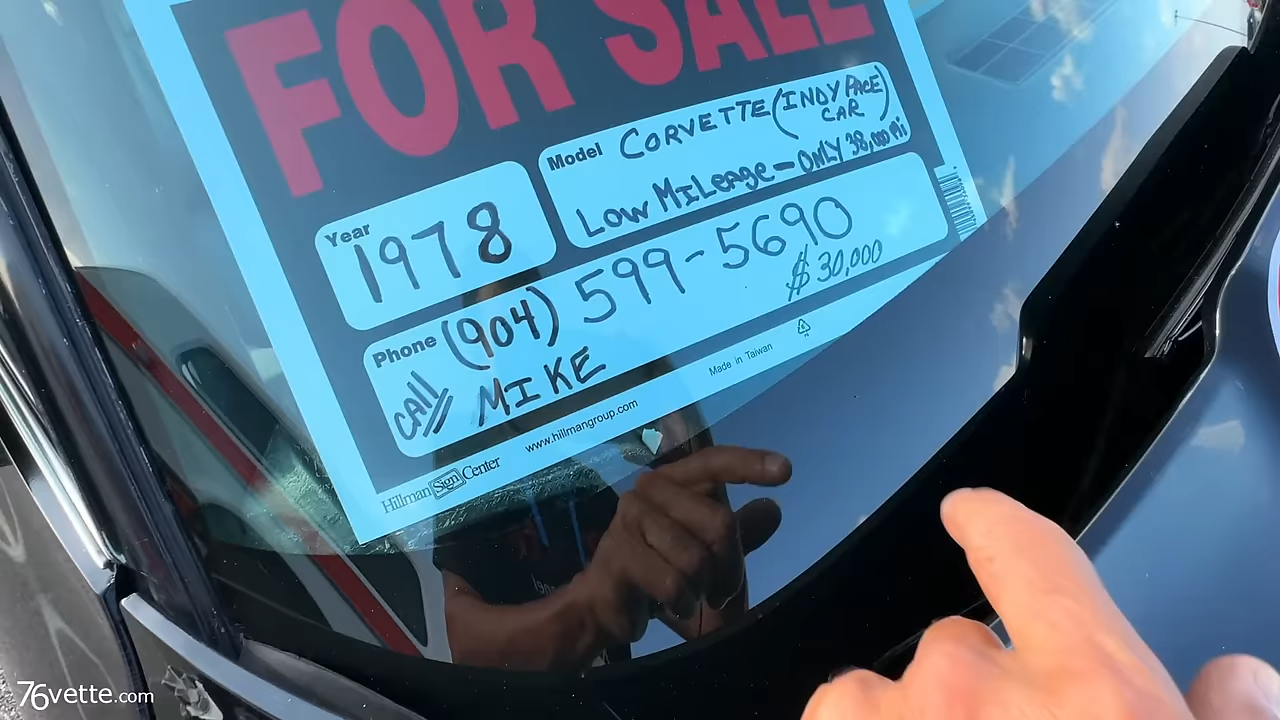 FOR SALE
Year
1978
Model CORVETTE (INDY PACE CAR)
LOW MILEAGE - ONLY 38,000 Mi
Phone (904) 599-5690
$30,000
CALL MIKE
Made in Taiwan
www.hillmangroup.com
Hillman Sign Center
76vette.com